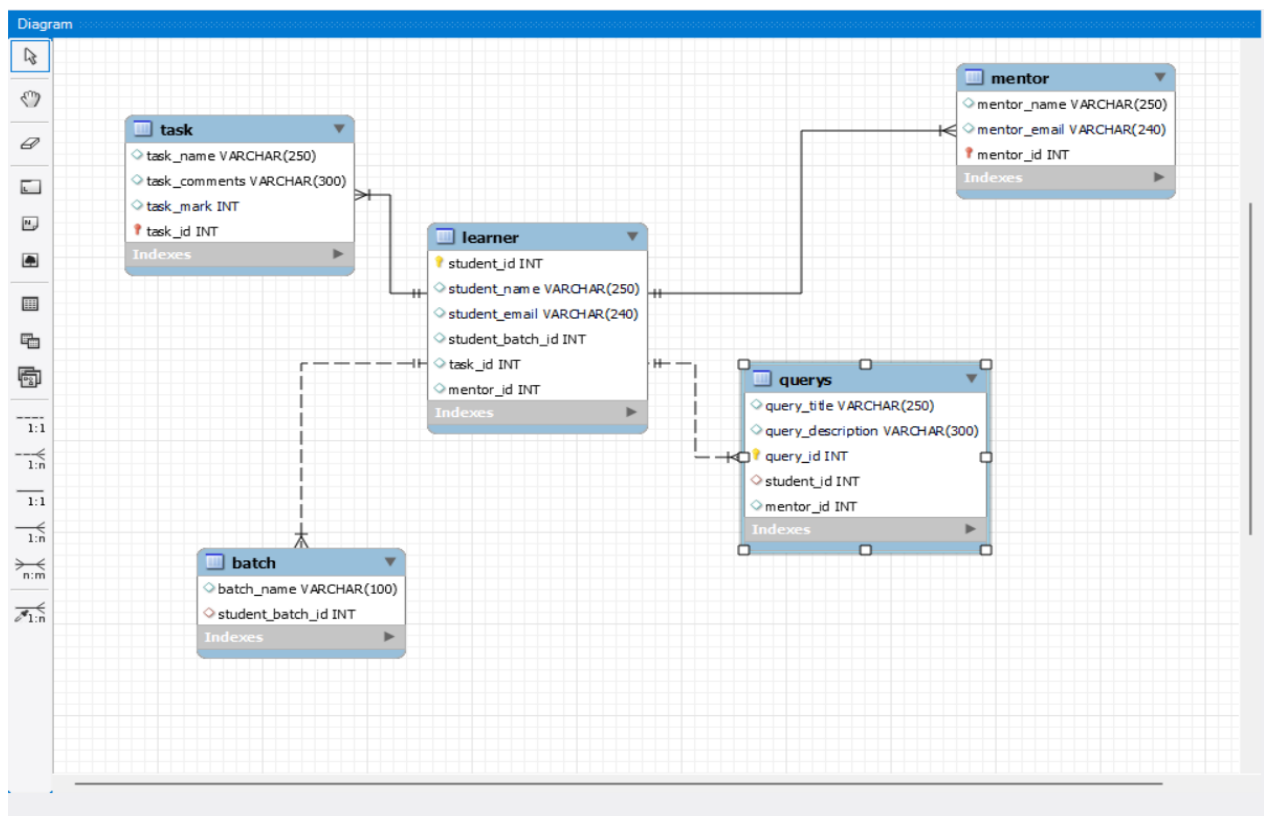 Diagram
mentor
mentor_name VARCHAR(250)
mentor_email VARCHAR(240)
mentor_id INT
Indexes
task
task_name VARCHAR(250)
task_comments VARCHAR(300)
task_mark INT
task_id INT
Indexes
learner
student_id INT
student_name VARCHAR(250)
student_email VARCHAR(240)
student_batch_id INT
task_id INT
mentor_id INT
Indexes
querys
query_title VARCHAR(250)
query_description VARCHAR(300)
query_id INT
student_id INT
mentor_id INT
Indexes
batch
batch_name VARCHAR(100)
student_batch_id INT
Indexes
1:1
1:n
1:1
1:n
n:m
1:n